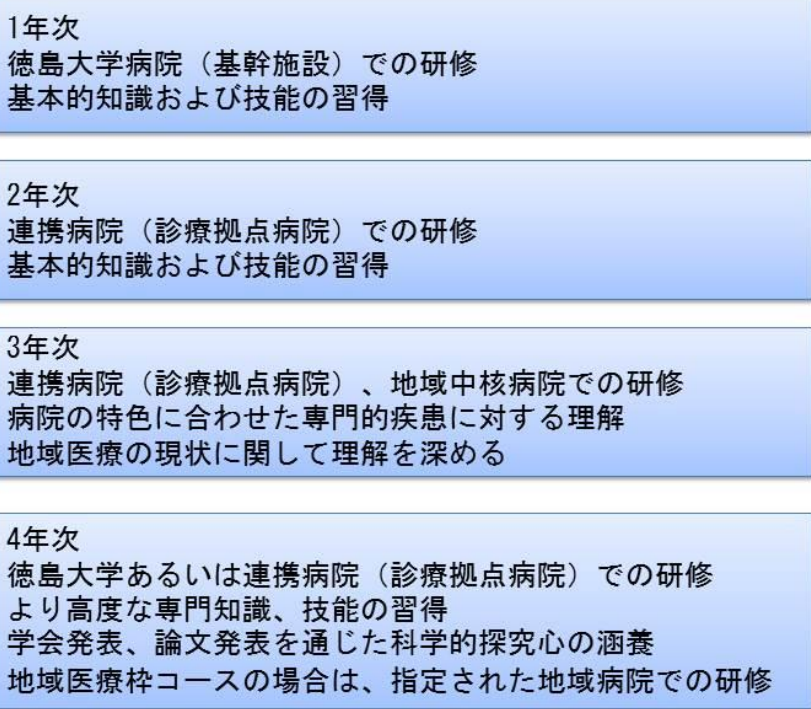 1年次
徳島大学病院（基幹施設）での研修
基本的知識および技能の習得
2年次
連携病院（診療拠点病院）での研修
基本的知識および技能の習得
3年次
連携病院（診療拠点病院）、地域中核病院での研修
病院の特色に合わせた専門的疾患に対する理解
地域医療の現状に関して理解を深める
4年次
徳島大学あるいは連携病院（診療拠点病院）での研修
より高度な専門知識、技能の習得
学会発表、論文発表を通じた科学的探究心の涵養
地域医療枠コースの場合は、指定された地域病院での研修